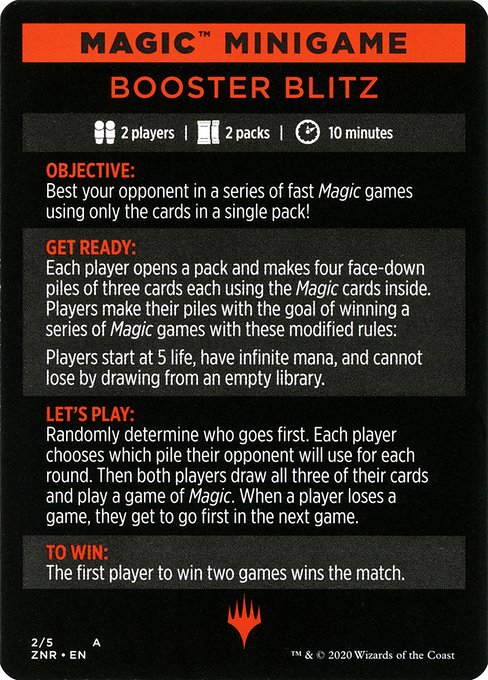 MAGIC™ MINIGAME
BOOSTER BLITZ
2 players | 2 packs | 10 minutes
OBJECTIVE:
Best your opponent in a series of fast Magic games
using only the cards in a single pack!
GET READY:
Each player opens a pack and makes four face-down
piles of three cards each using the Magic cards inside.
Players make their piles with the goal of winning a
series of Magic games with these modified rules:
Players start at 5 life, have infinite mana, and cannot
lose by drawing from an empty library.
LET'S PLAY:
Randomly determine who goes first. Each player
chooses which pile their opponent will use for each
round. Then both players draw all three of their cards
and play a game of Magic. When a player loses a
game, they get to go first in the next game.
TO WIN:
The first player to win two games wins the match.
2/5 A
ZNR • EN
™ & © 2020 Wizards of the Coast